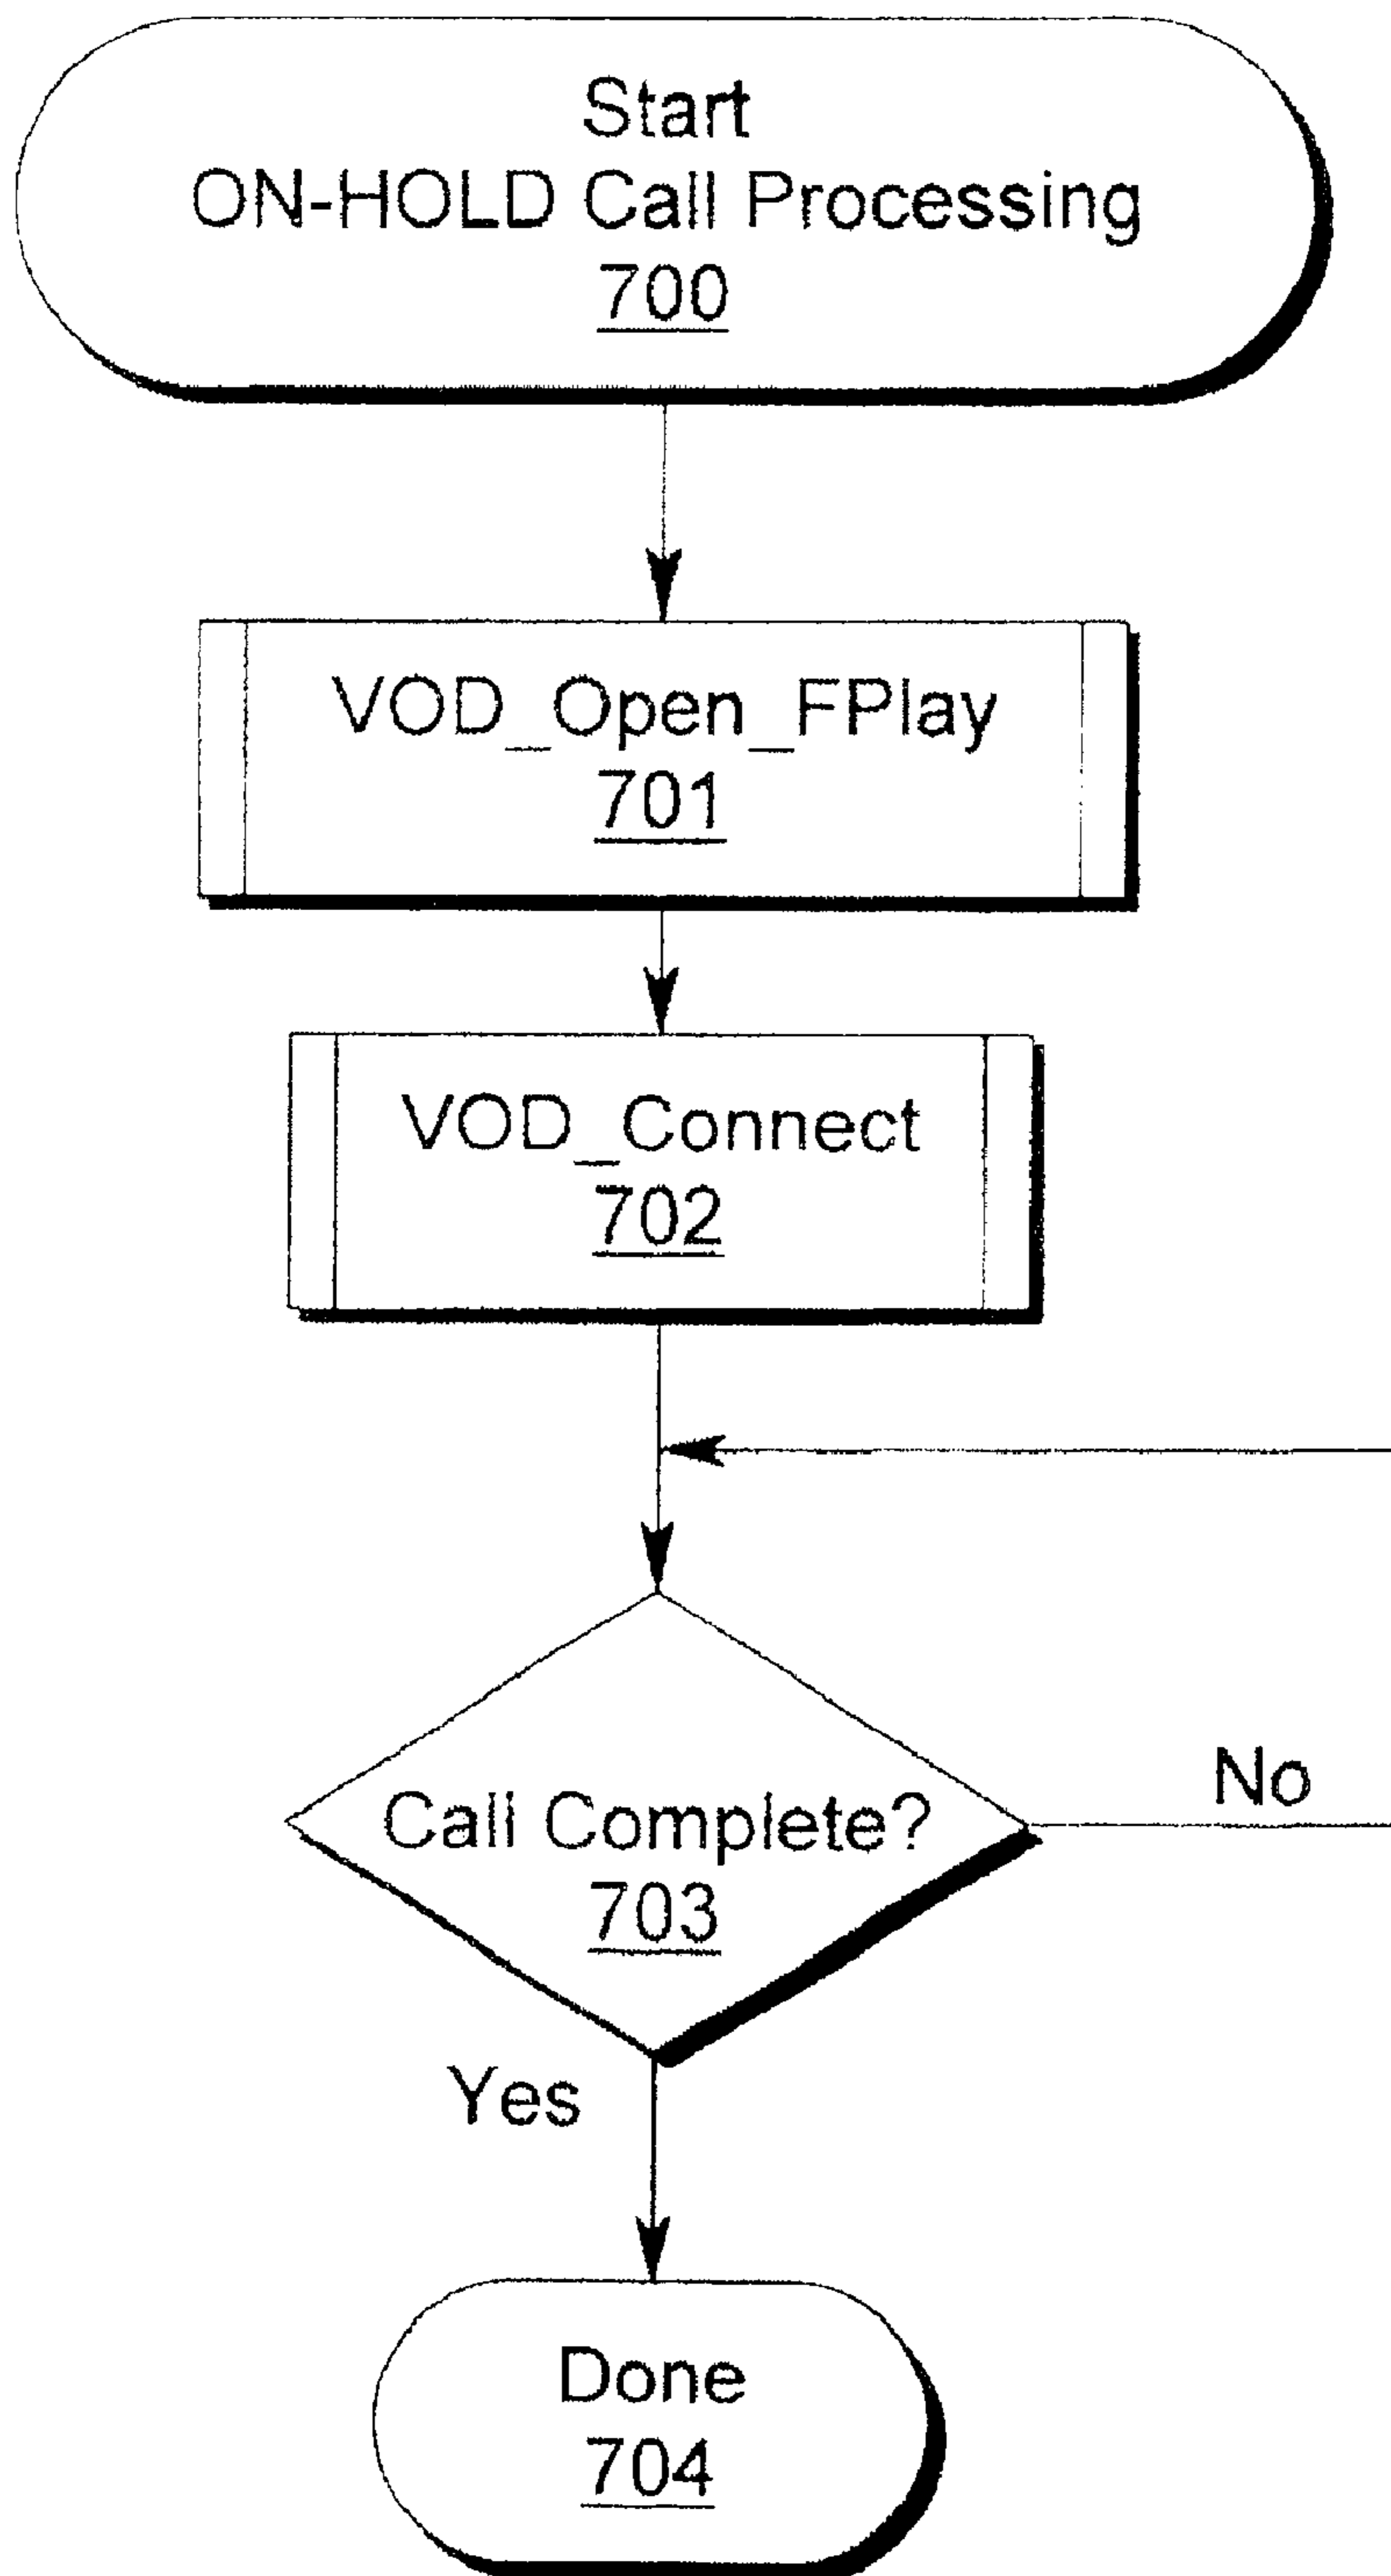 Start
ON-HOLD Call Processing
700
VOD_Open_FPlay
701
VOD_Connect
702
Call Complete?
703
No
Yes
Done
704